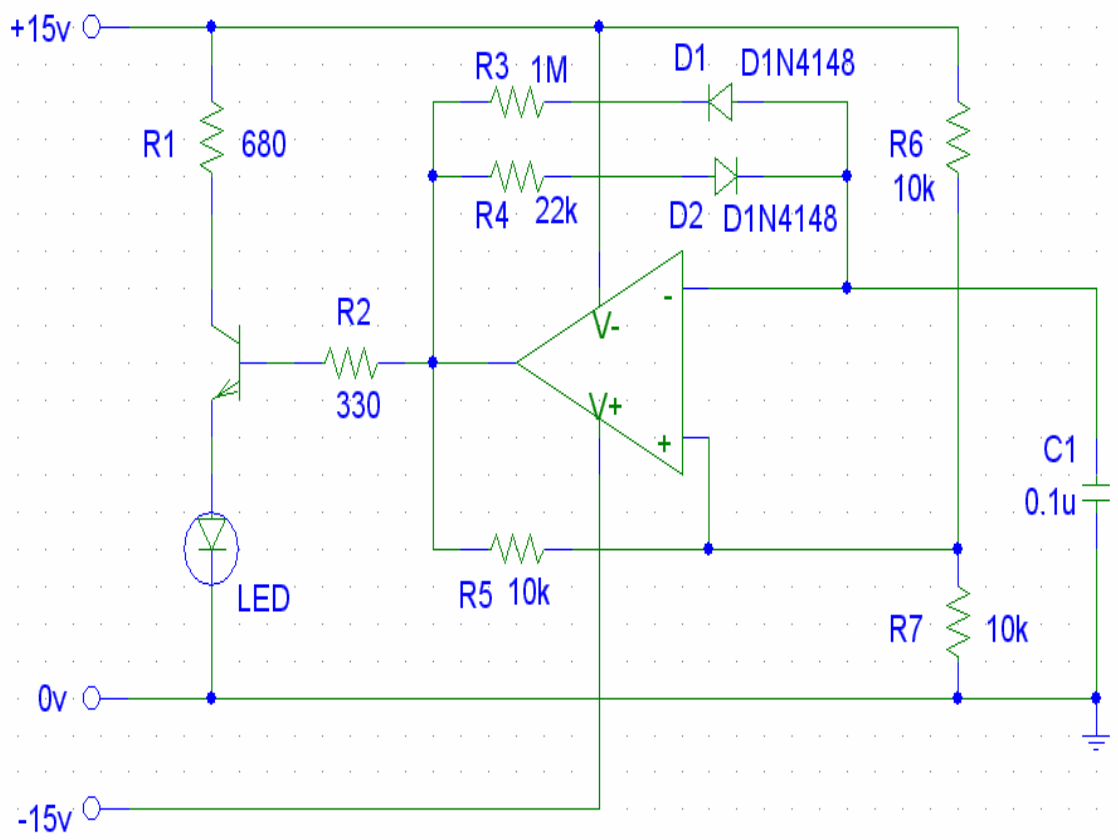 +15v
R3 1M
D1 D1N4148
R1 680
R6
10k
R4 22k
D2 D1N4148
-
V-
R2
330
V+
+
C1
0.1u
R5 10k
LED
R7 10k
0v
-15v